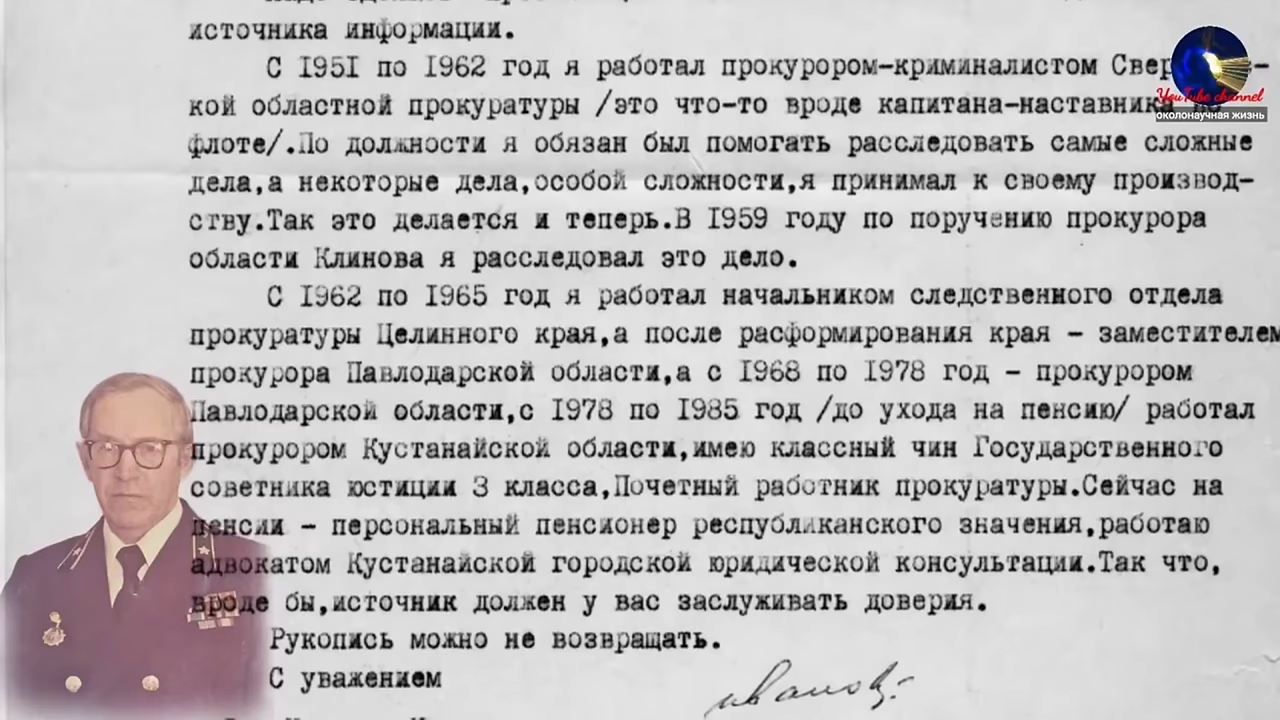 источника информации.
С 1951 по 1962 год я работал прокурором-криминалистом Свер
кой областной прокуратуры /это что-то вроде капитана-наставника
флоте/.По должности я обязан был помогать расследовать самые сложные
дела,а некоторые дела,особой сложности,я принимал к своему производ-
ству.Так это делается и теперь.В 1959 году по поручению прокурора
области Клинова я расследовал это дело.
С 1962 по 1965 год я работал начальником следственного отдела
прокуратуры Целинного края,а после расформирования края - заместителем
прокурора Павлодарской области,а с 1968 по 1978 год - прокурором
Павлодарской области,с 1978 по 1985 год /до ухода на пенсию/ работал
прокурором Кустанайской области,имею классный чин Государственного
советника юстиции 3 класса,Почетный работник прокуратуры.Сейчас на
пенсии - персональный пенсионер республиканского значения,работаю
адвокатом Кустанайской городской юридической консультации.Так что,
вроде бы,источник должен у вас заслуживать доверия.
Рукопись можно не возвращать.
С уважением
Иванов
YouTube channel
околонаучная жизнь